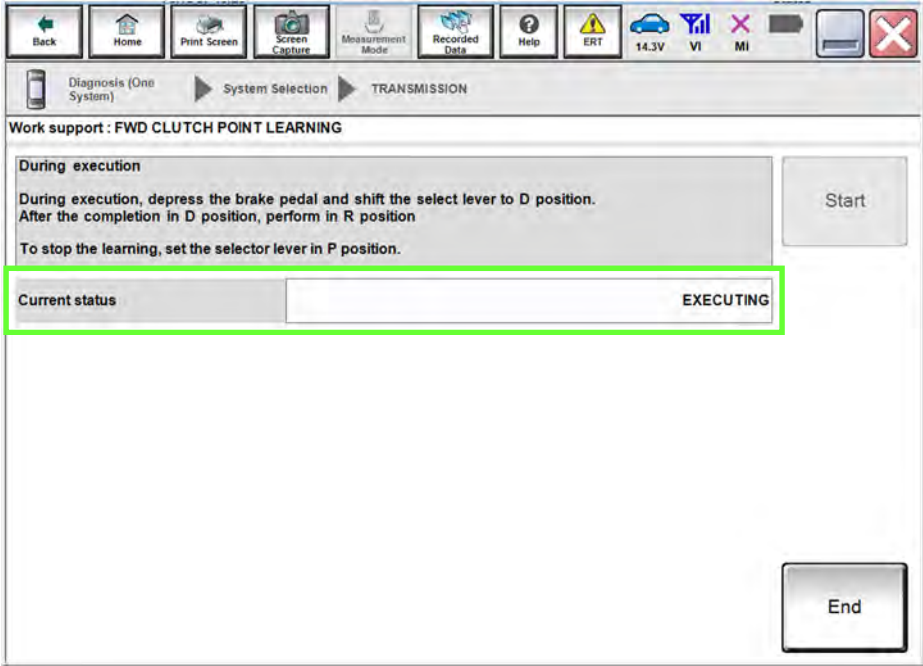 Back
Home
Print Screen
Screen
Capture
Measurement
Mode
Recorded
Data
Help
ERT
14.3V
VI
MI
Diagnosis (One
System)
System Selection
TRANSMISSION
Work support : FWD CLUTCH POINT LEARNING
During execution
During execution, depress the brake pedal and shift the select lever to D position.
After the completion in D position, perform in R position
To stop the learning, set the selector lever in P position.
Start
Current status
EXECUTING
End